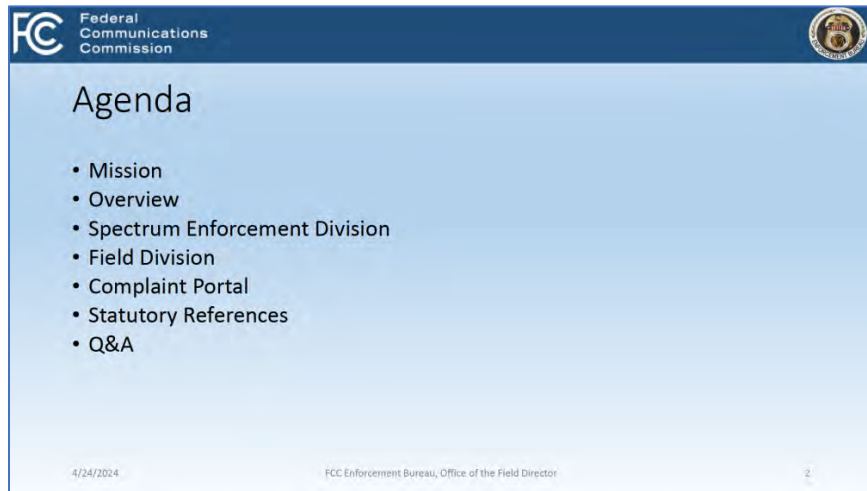 FCC
Federal
Communications
Commission
Agenda
• Mission
• Overview
• Spectrum Enforcement Division
• Field Division
• Complaint Portal
• Statutory References
• Q&A
4/24/2024
FCC Enforcement Bureau, Office of the Field Director
2